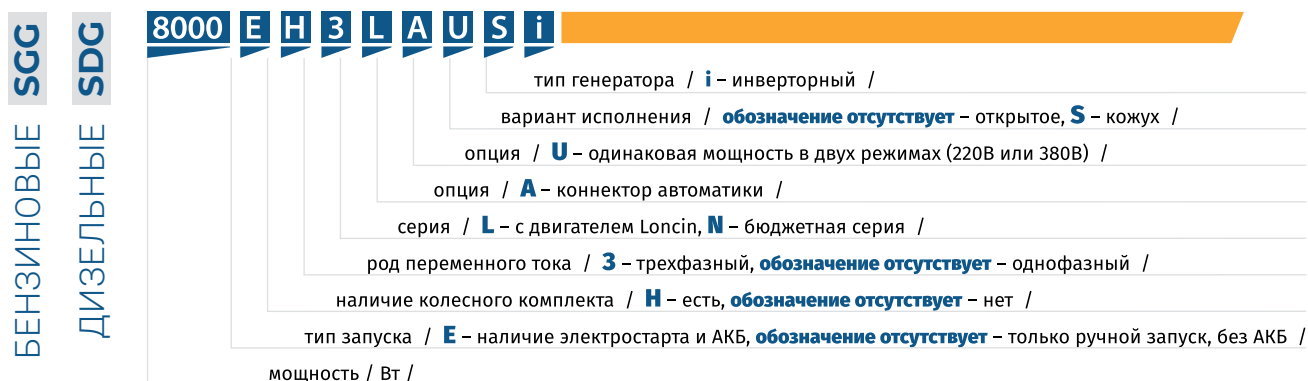 БЕНЗИНОВЫЕ SGG
ДИЗЕЛЬНЫЕ SDG
8000 E H 3 L A U S i
тип генератора / i – инверторный /
вариант исполнения / обозначение отсутствует – открытое, S – кожух /
опция / U – одинаковая мощность в двух режимах (220В или 380В) /
опция / A – коннектор автоматики /
серия / L – с двигателем Loncin, N – бюджетная серия /
род переменного тока / 3 – трехфазный, обозначение отсутствует – однофазный /
наличие колесного комплекта / H – есть, обозначение отсутствует – нет /
тип запуска / E – наличие электростарта и АКБ, обозначение отсутствует – только ручной запуск, без АКБ /
мощность / Вт /